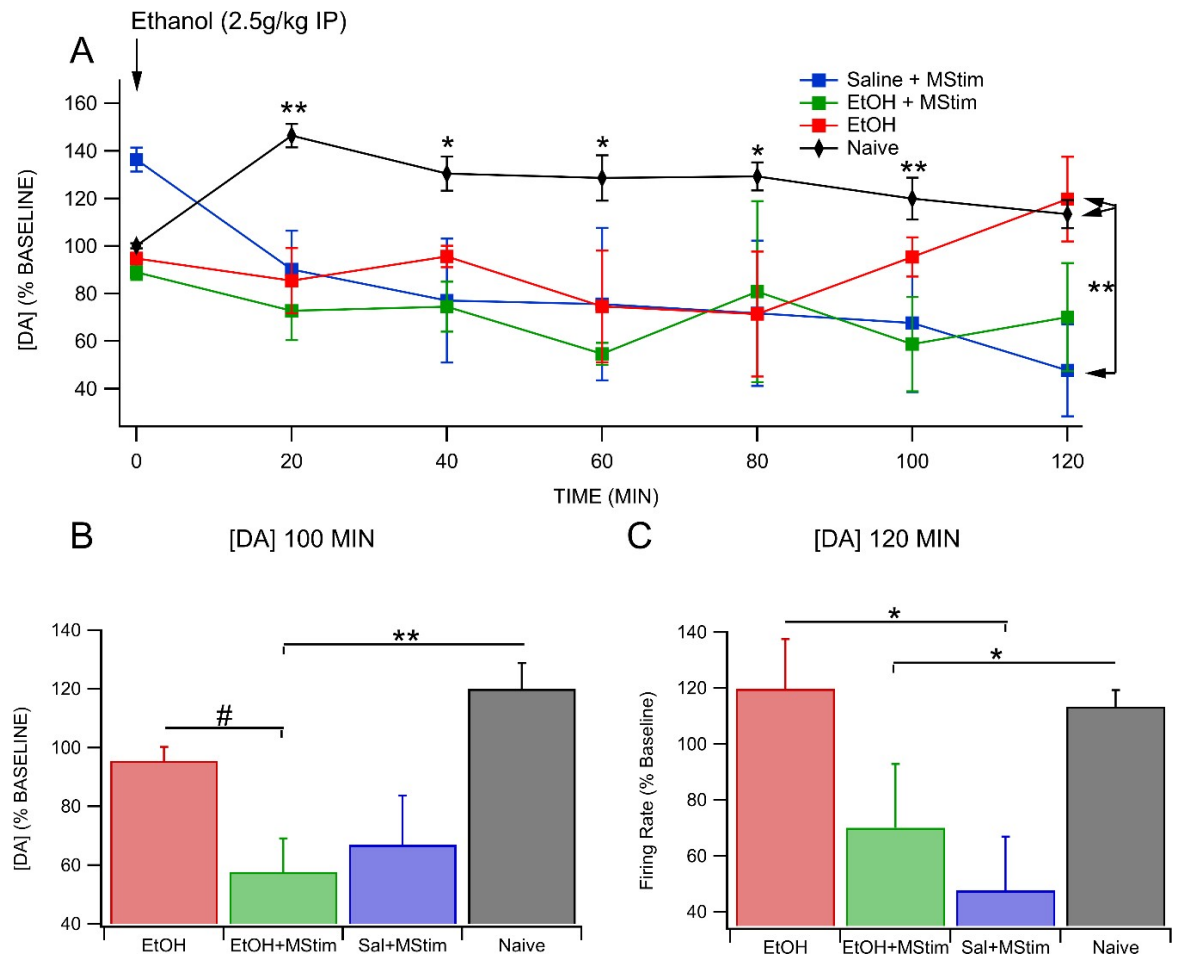 Ethanol (2.5g/kg IP)
A
Saline + MStim
EtOH + MStim
EtOH
Naive
[DA] (% BASELINE)
160
140
120
100
80
60
40
**
*
*
*
**
**
0 20 40 60 80 100 120
TIME (MIN)
B [DA] 100 MIN
[DA] (% BASELINE)
140
120
100
80
60
40
**
#
EtOH EtOH+MStim Sal+MStim Naive
C [DA] 120 MIN
Firing Rate (% Baseline)
140
120
100
80
60
40
*
*
EtOH EtOH+MStim Sal+MStim Naive